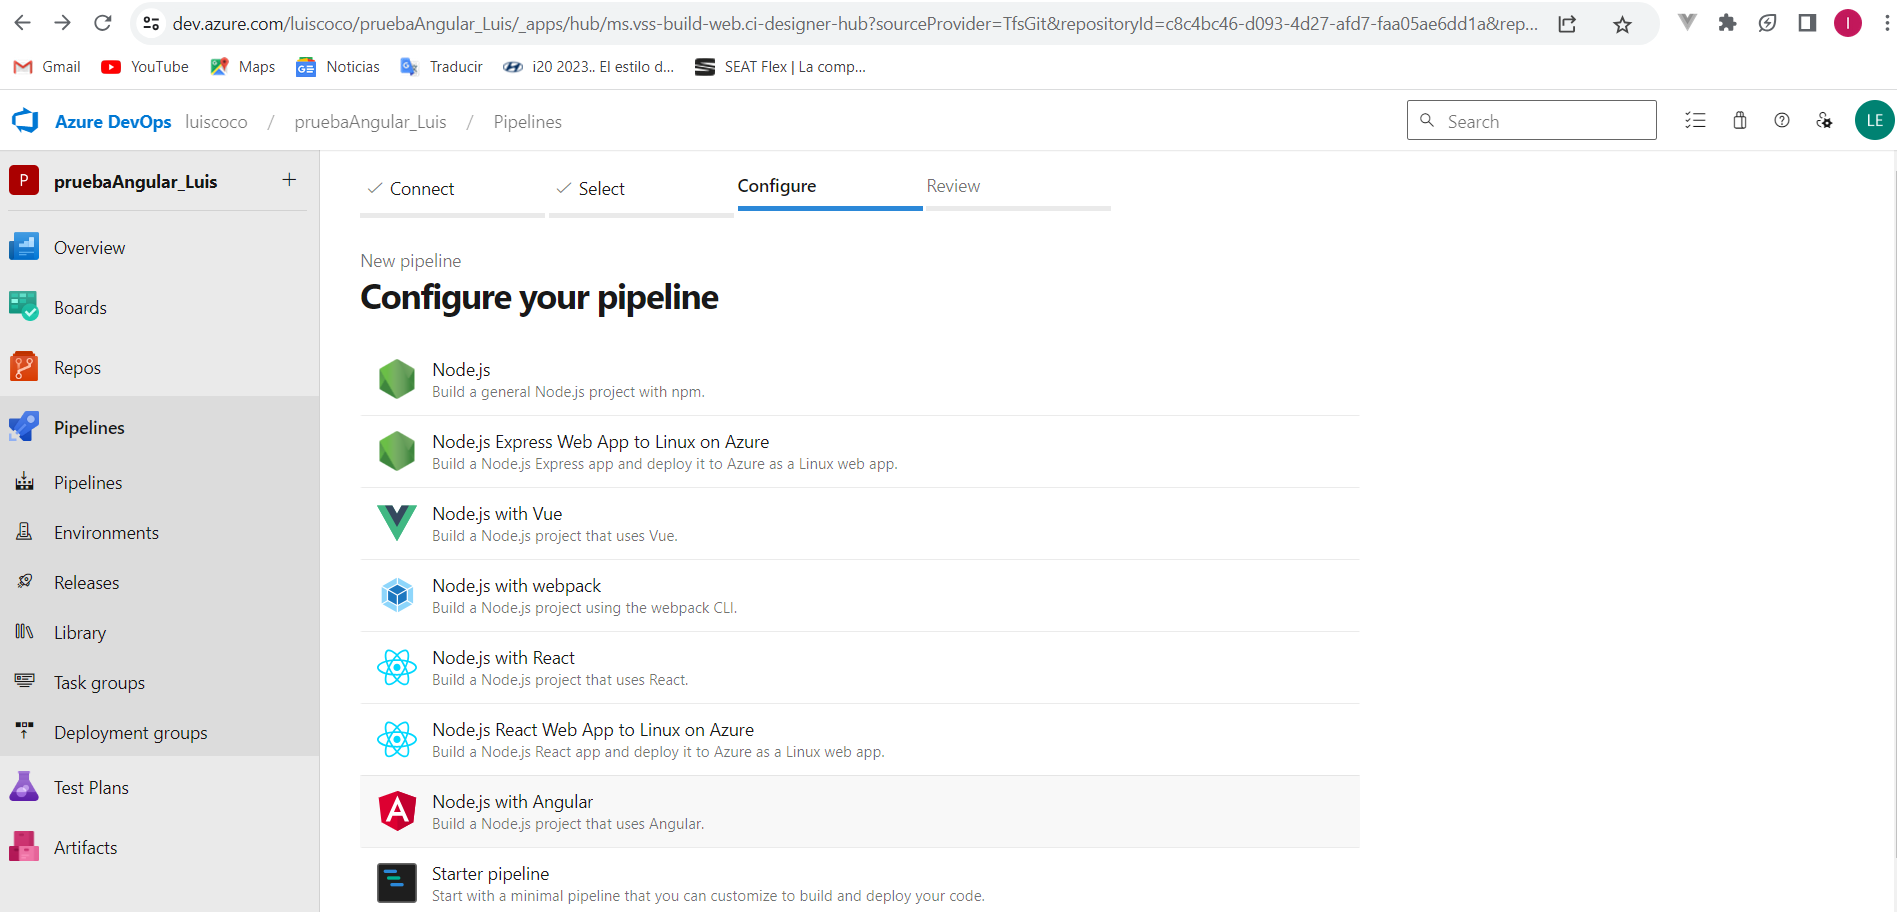 dev.azure.com/luiscoco/pruebaAngular_Luis/_apps/hub/ms.vss-build-web.ci-designer-hub?sourceProvider=TfsGit&repositoryId=c8c4bc46-d093-4d27-afd7-faa05ae6dd1a&rep...
I
Gmail
YouTube
Maps
Noticias
Traducir
i20 2023.. El estilo d...
SEAT Flex | La comp...
Azure DevOps luiscoco / pruebaAngular_Luis / Pipelines
Search
LE
P pruebaAngular_Luis +
Overview
Boards
Repos
Pipelines
Pipelines
Environments
Releases
Library
Task groups
Deployment groups
Test Plans
Artifacts
Connect
Select
Configure
Review
New pipeline
Configure your pipeline
Node.js
Build a general Node.js project with npm.
Node.js Express Web App to Linux on Azure
Build a Node.js Express app and deploy it to Azure as a Linux web app.
Node.js with Vue
Build a Node.js project that uses Vue.
Node.js with webpack
Build a Node.js project using the webpack CLI.
Node.js with React
Build a Node.js project that uses React.
Node.js React Web App to Linux on Azure
Build a Node.js React app and deploy it to Azure as a Linux web app.
Node.js with Angular
Build a Node.js project that uses Angular.
Starter pipeline
Start with a minimal pipeline that you can customize to build and deploy your code.